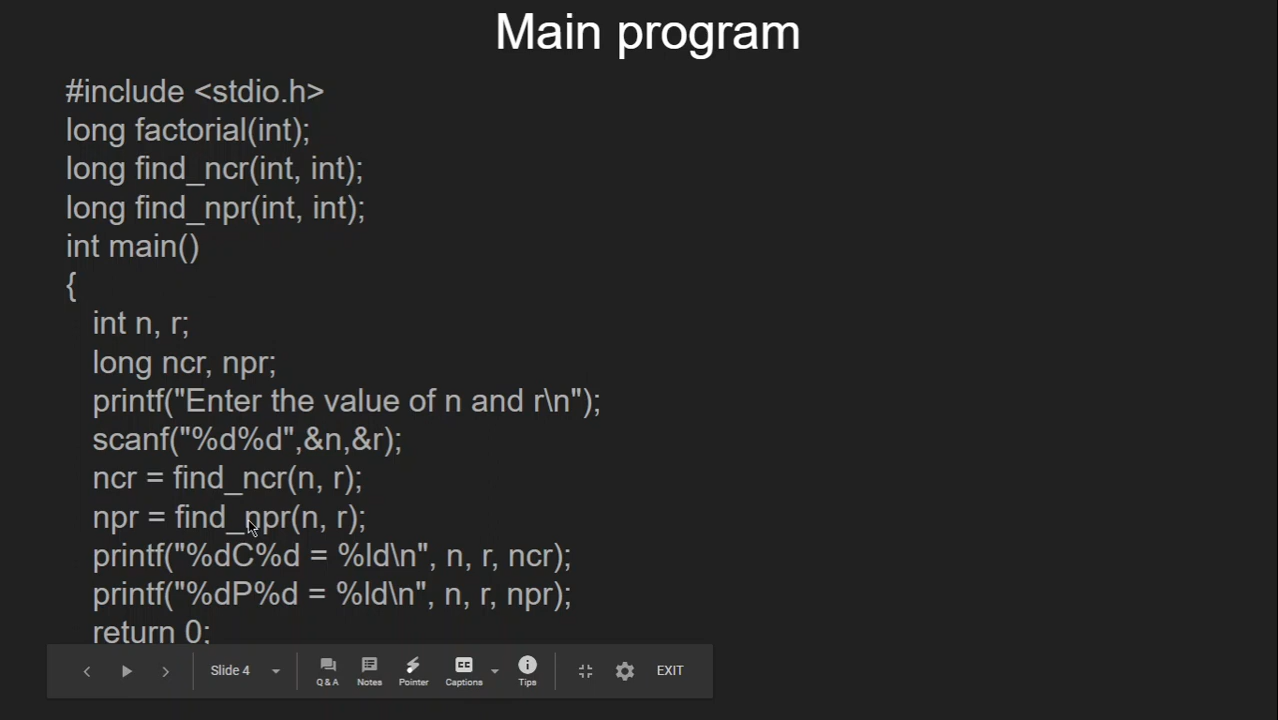 Main program
#include <stdio.h>
long factorial(int);
long find_ncr(int, int);
long find_npr(int, int);
int main()
{
int n, r;
long ncr, npr;
printf("Enter the value of n and r\n");
scanf("%d%d",&n,&r);
ncr = find_ncr(n, r);
npr = find_npr(n, r);
printf("%dC%d = %ld\n", n, r, ncr);
printf("%dP%d = %ld\n", n, r, npr);
return 0;
Slide 4 Q & A Notes Pointer CC Captions Tips EXIT